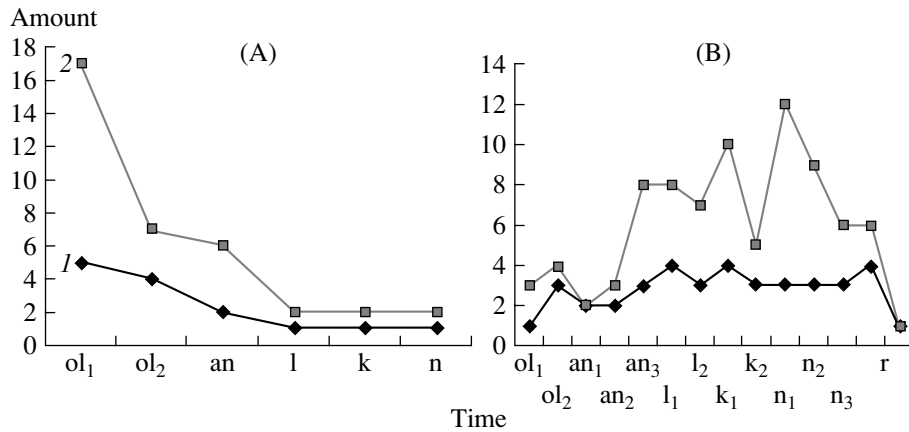 Amount
(A)
(B)
18
16
14
12
10
8
6
4
2
0
2
1
ol₁ ol₂ an l k n
14
12
10
8
6
4
2
0
ol₁ an₁ an₃ l₂ k₂ n₂ r
ol₂ an₂ l₁ k₁ n₁ n₃
Time